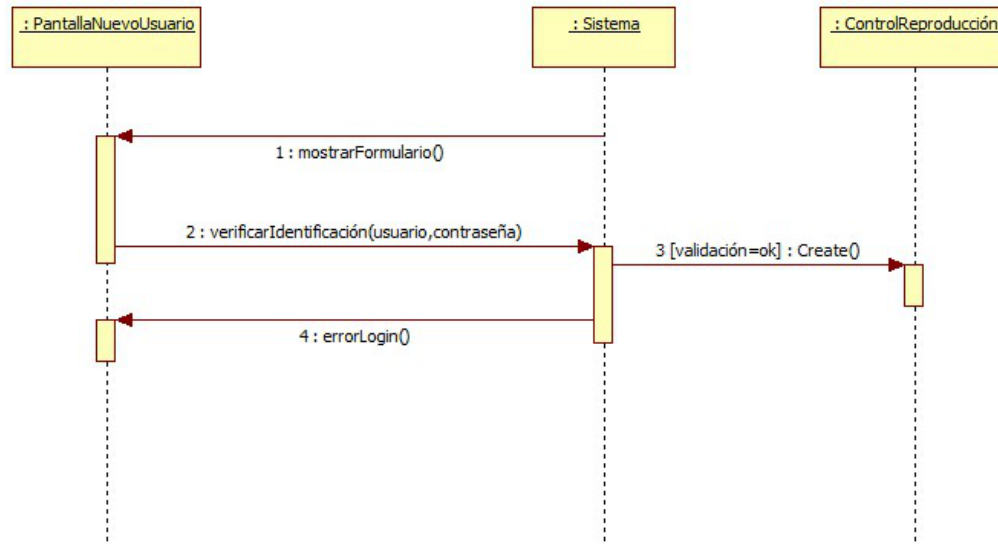 : PantallaNuevoUsuario
: Sistema
: ControlReproducción
1 : mostrarFormulario()
2 : verificarIdentificación(usuario,contraseña)
3 [validación=ok] : Create()
4 : errorLogin()